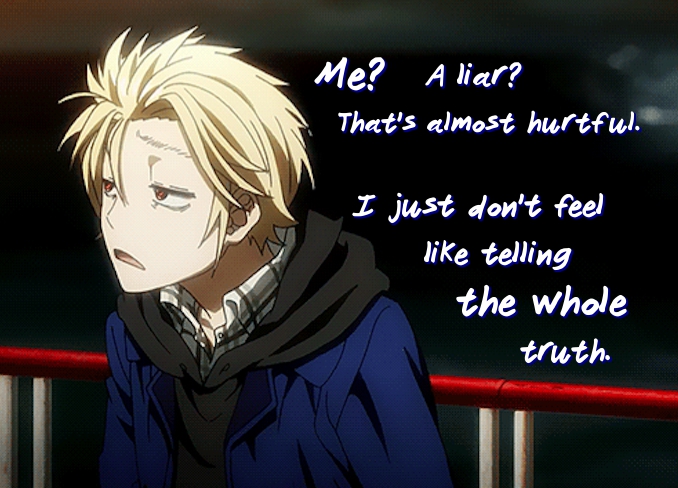 Me? A liar?
That's almost hurtful.
I just don't feel
like telling
the whole
truth.